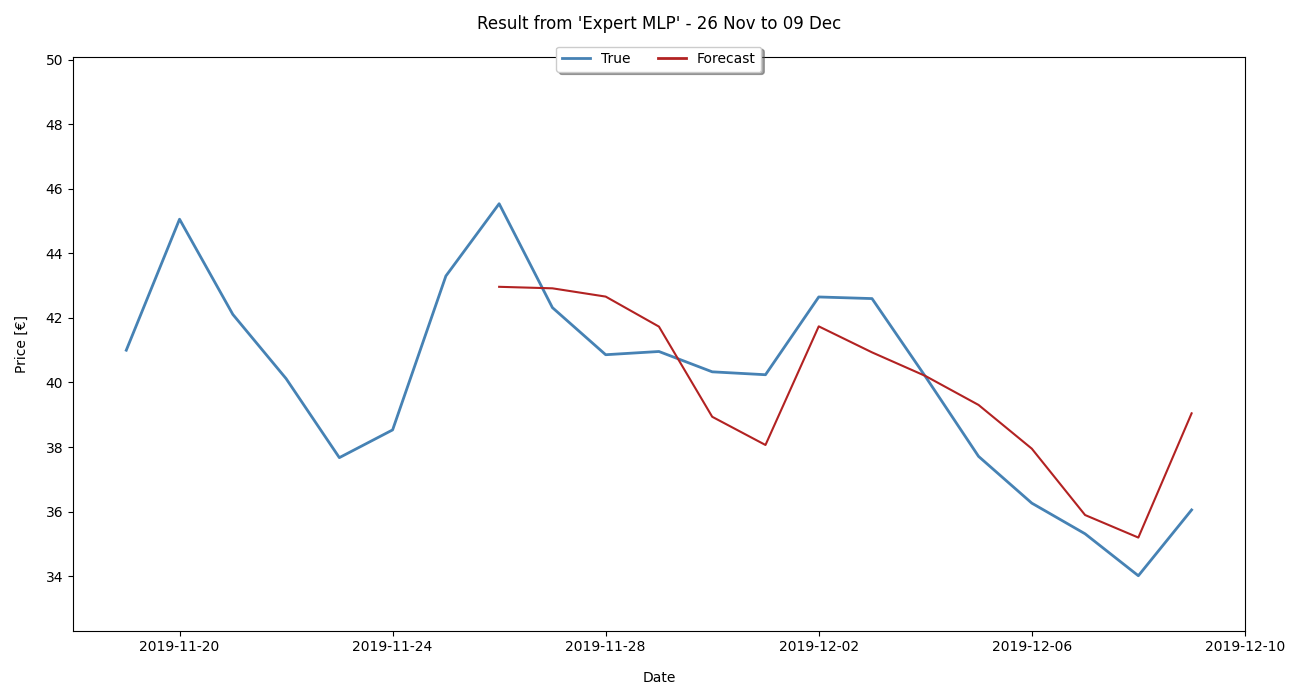 Result from 'Expert MLP' - 26 Nov to 09 Dec
True Forecast
50
48
46
44
42
40
38
36
34
Price [€]
2019-11-20 2019-11-24 2019-11-28 2019-12-02 2019-12-06 2019-12-10
Date